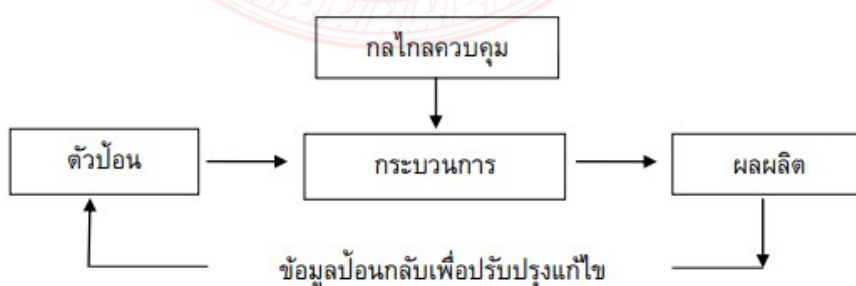 กลไกลควบคุม
ตัวป้อน
กระบวนการ
ผลผลิต
ข้อมูลป้อนกลับเพื่อปรับปรุงแก้ไข